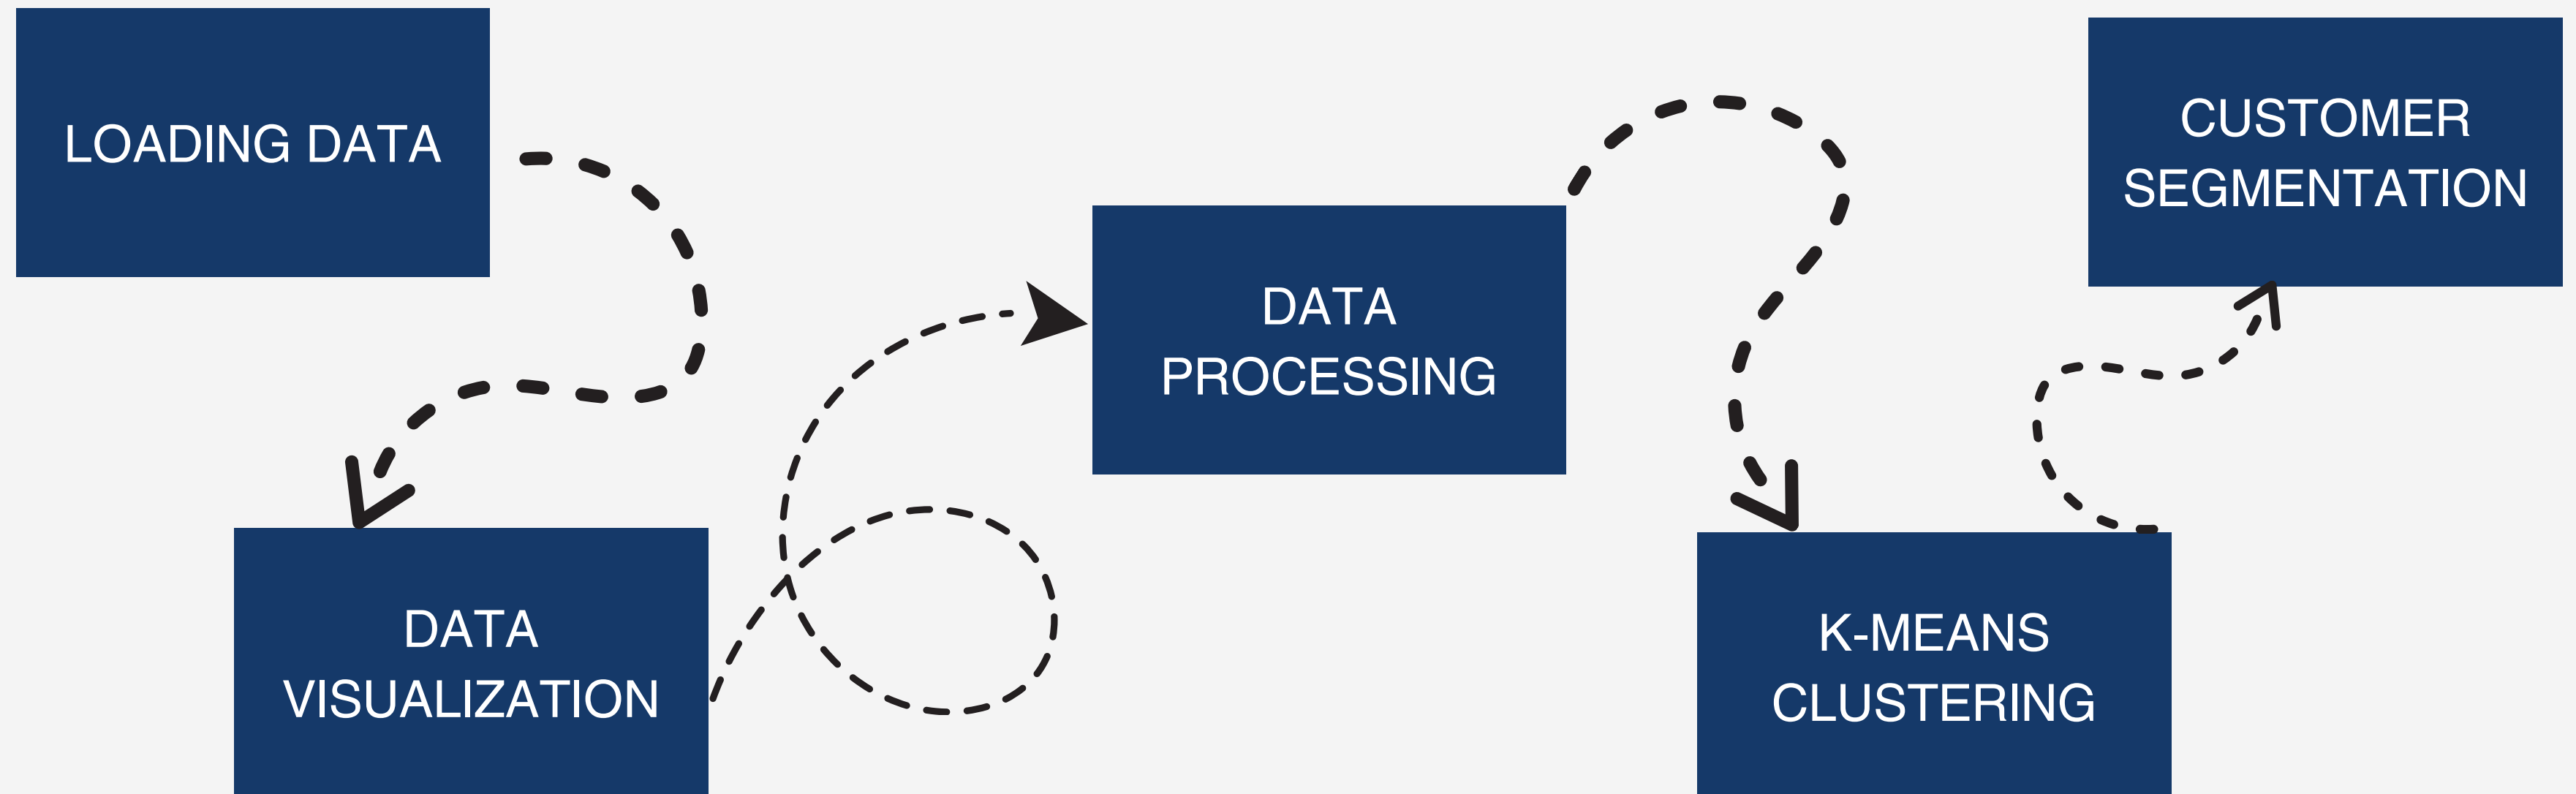 LOADING DATA
DATA
VISUALIZATION
DATA
PROCESSING
K-MEANS
CLUSTERING
CUSTOMER
SEGMENTATION